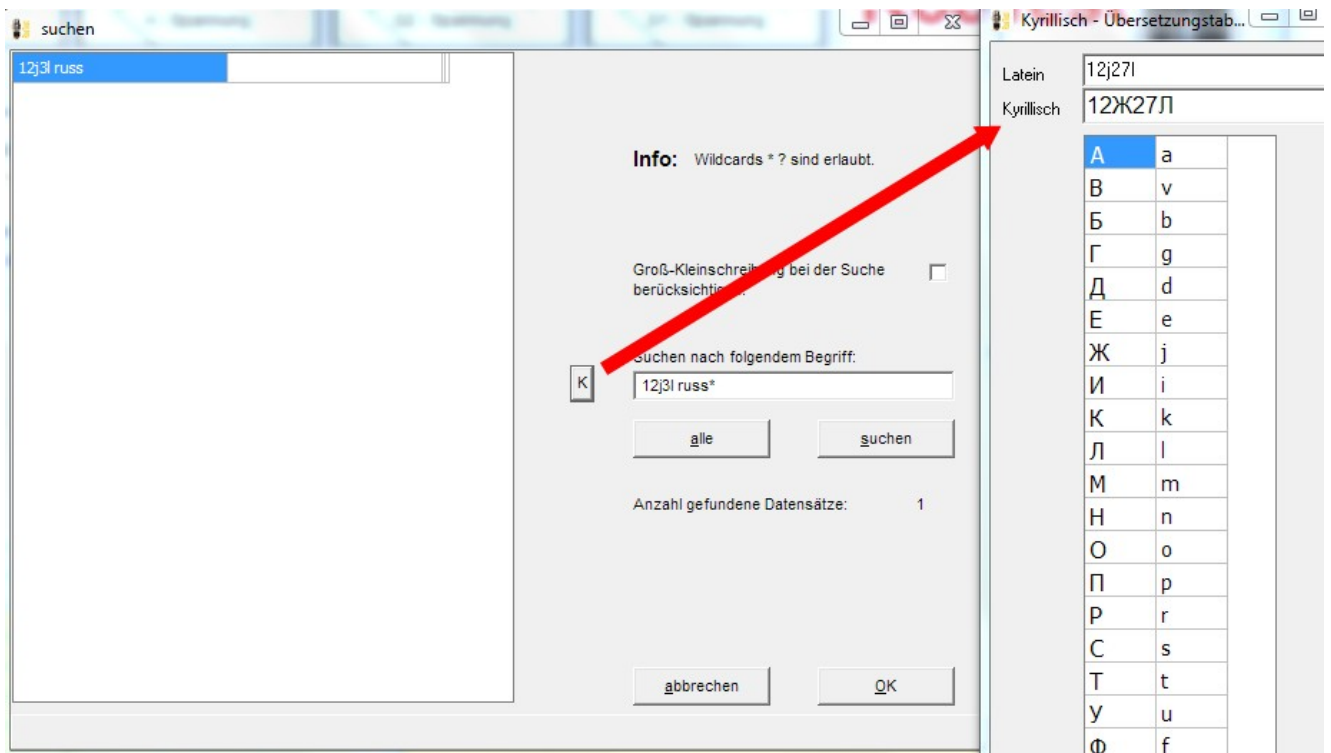 suchen
12j3l russ
Info: Wildcards * ? sind erlaubt.
Groß-Kleinschreibung bei der Suche
Suchen nach folgendem Begriff:
K
12j3l russ*
alle
suchen
Anzahl gefundene Datensätze: 1
abbrechen
OK
Kyrillisch - Übersetzungstab...
Latein 12j27l
Kyrillisch 12Ж27Л
А a
В v
Б b
Г g
Д d
Е e
Ж j
И i
К k
Л l
М m
Н n
О o
П p
Р r
С s
Т t
У u
Ф f